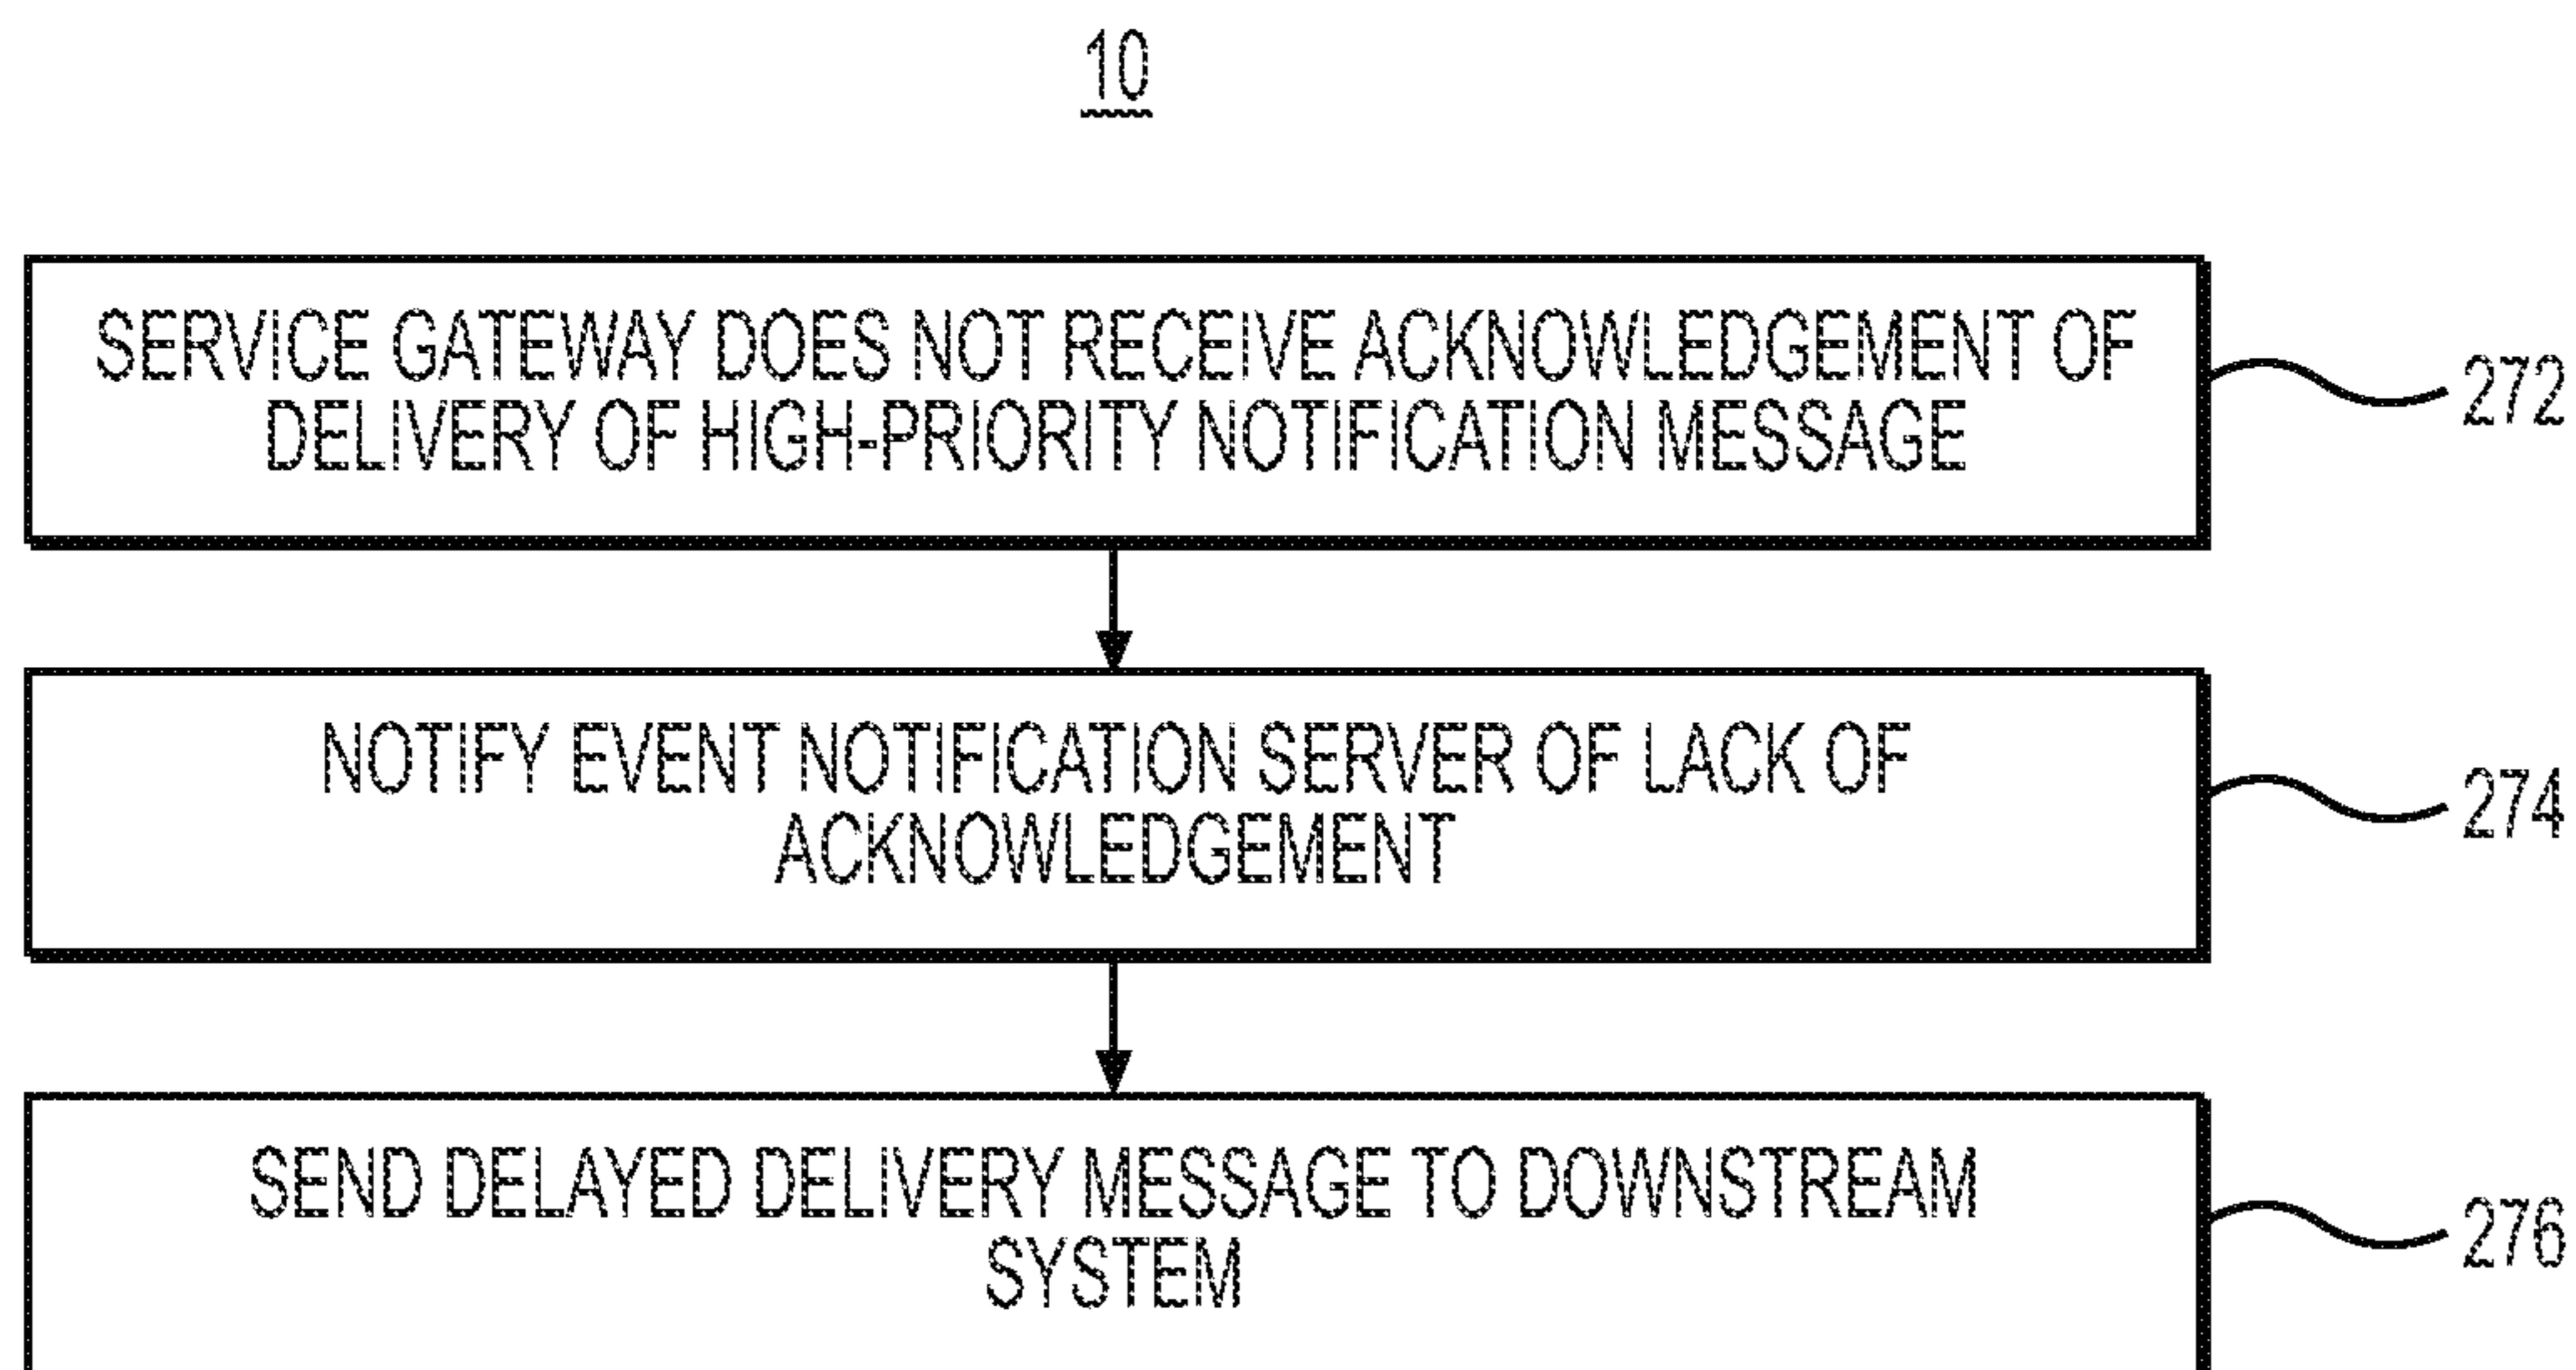 10
SERVICE GATEWAY DOES NOT RECEIVE ACKNOWLEDGEMENT OF
DELIVERY OF HIGH-PRIORITY NOTIFICATION MESSAGE
272
NOTIFY EVENT NOTIFICATION SERVER OF LACK OF
ACKNOWLEDGEMENT
274
SEND DELAYED DELIVERY MESSAGE TO DOWNSTREAM
SYSTEM
276